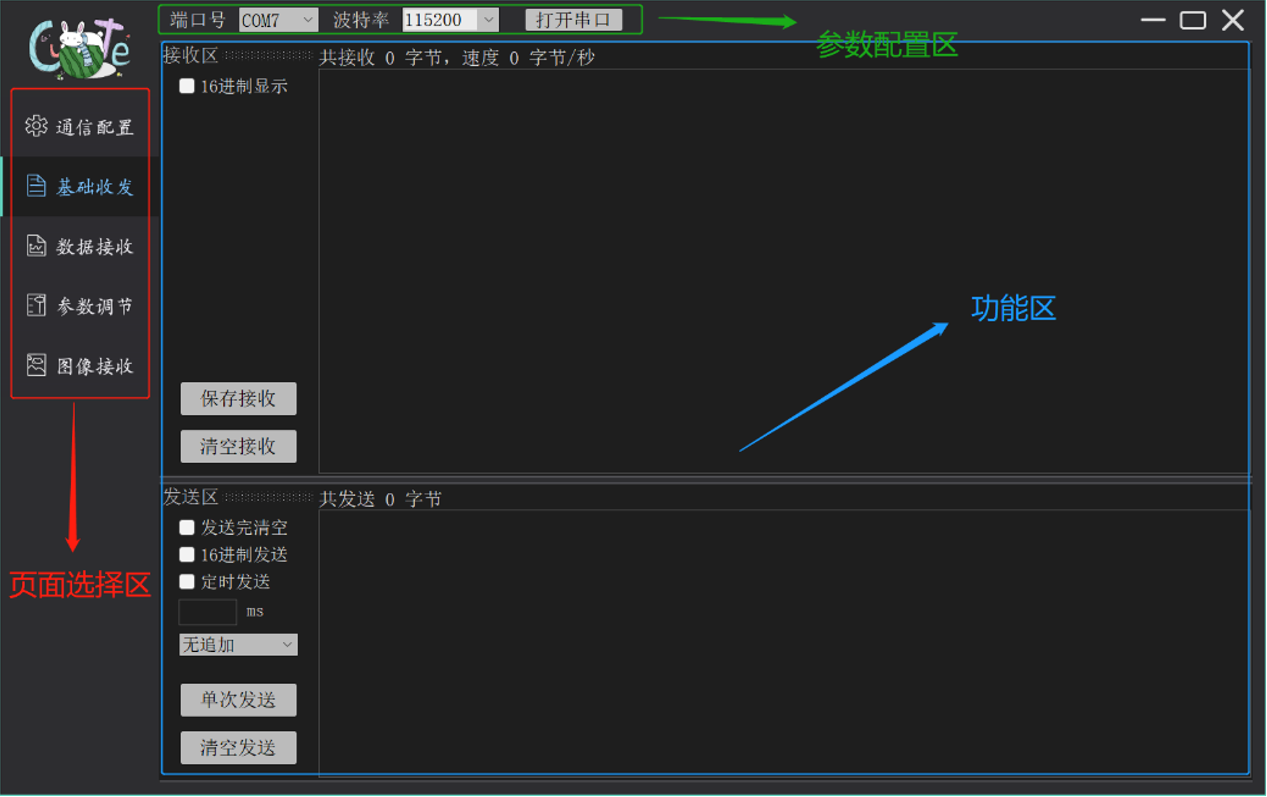 CuTe
端口号 COM7 波特率 115200 打开串口
参数配置区
接收区 共接收 0 字节，速度 0 字节/秒
16进制显示
通信配置
基础收发
数据接收
参数调节
图像接收
功能区
保存接收
清空接收
发送区 共发送 0 字节
发送完清空
16进制发送
定时发送
页面选择区
ms
无追加
单次发送
清空发送